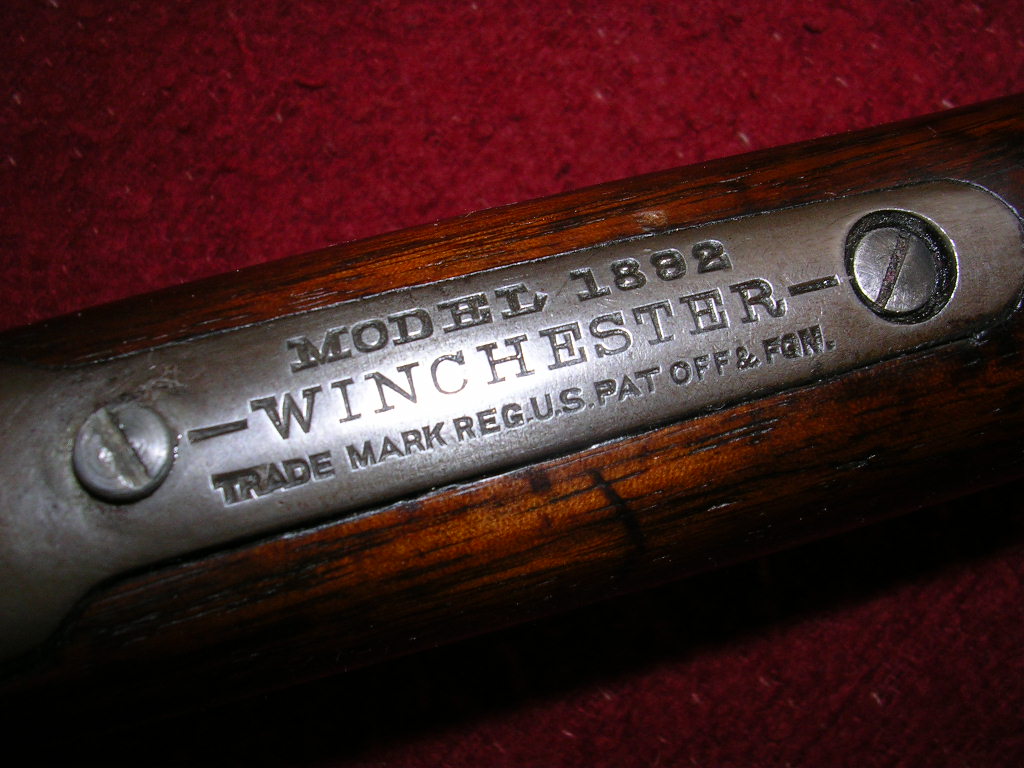 MODEL 1892
-WINCHESTER-
TRADE MARK REG.U.S.PAT OFF.& FGN.